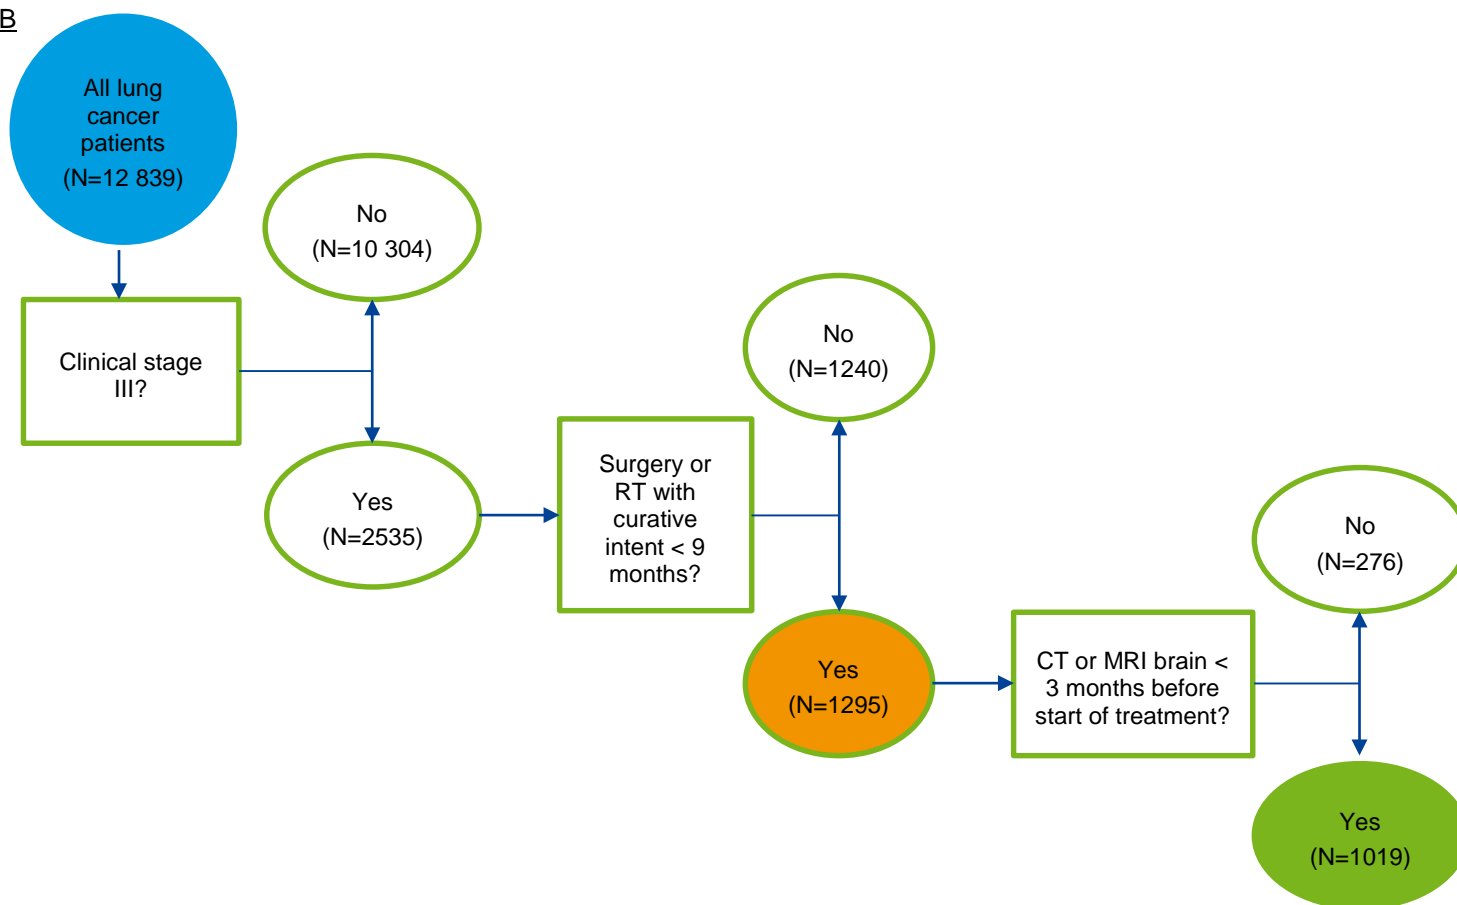 B
All lung
cancer
patients
(N=12 839)
No
(N=10 304)
Clinical stage
III?
Yes
(N=2535)
Surgery or
RT with
curative
intent < 9
months?
No
(N=1240)
Yes
(N=1295)
CT or MRI brain <
3 months before
start of treatment?
No
(N=276)
Yes
(N=1019)